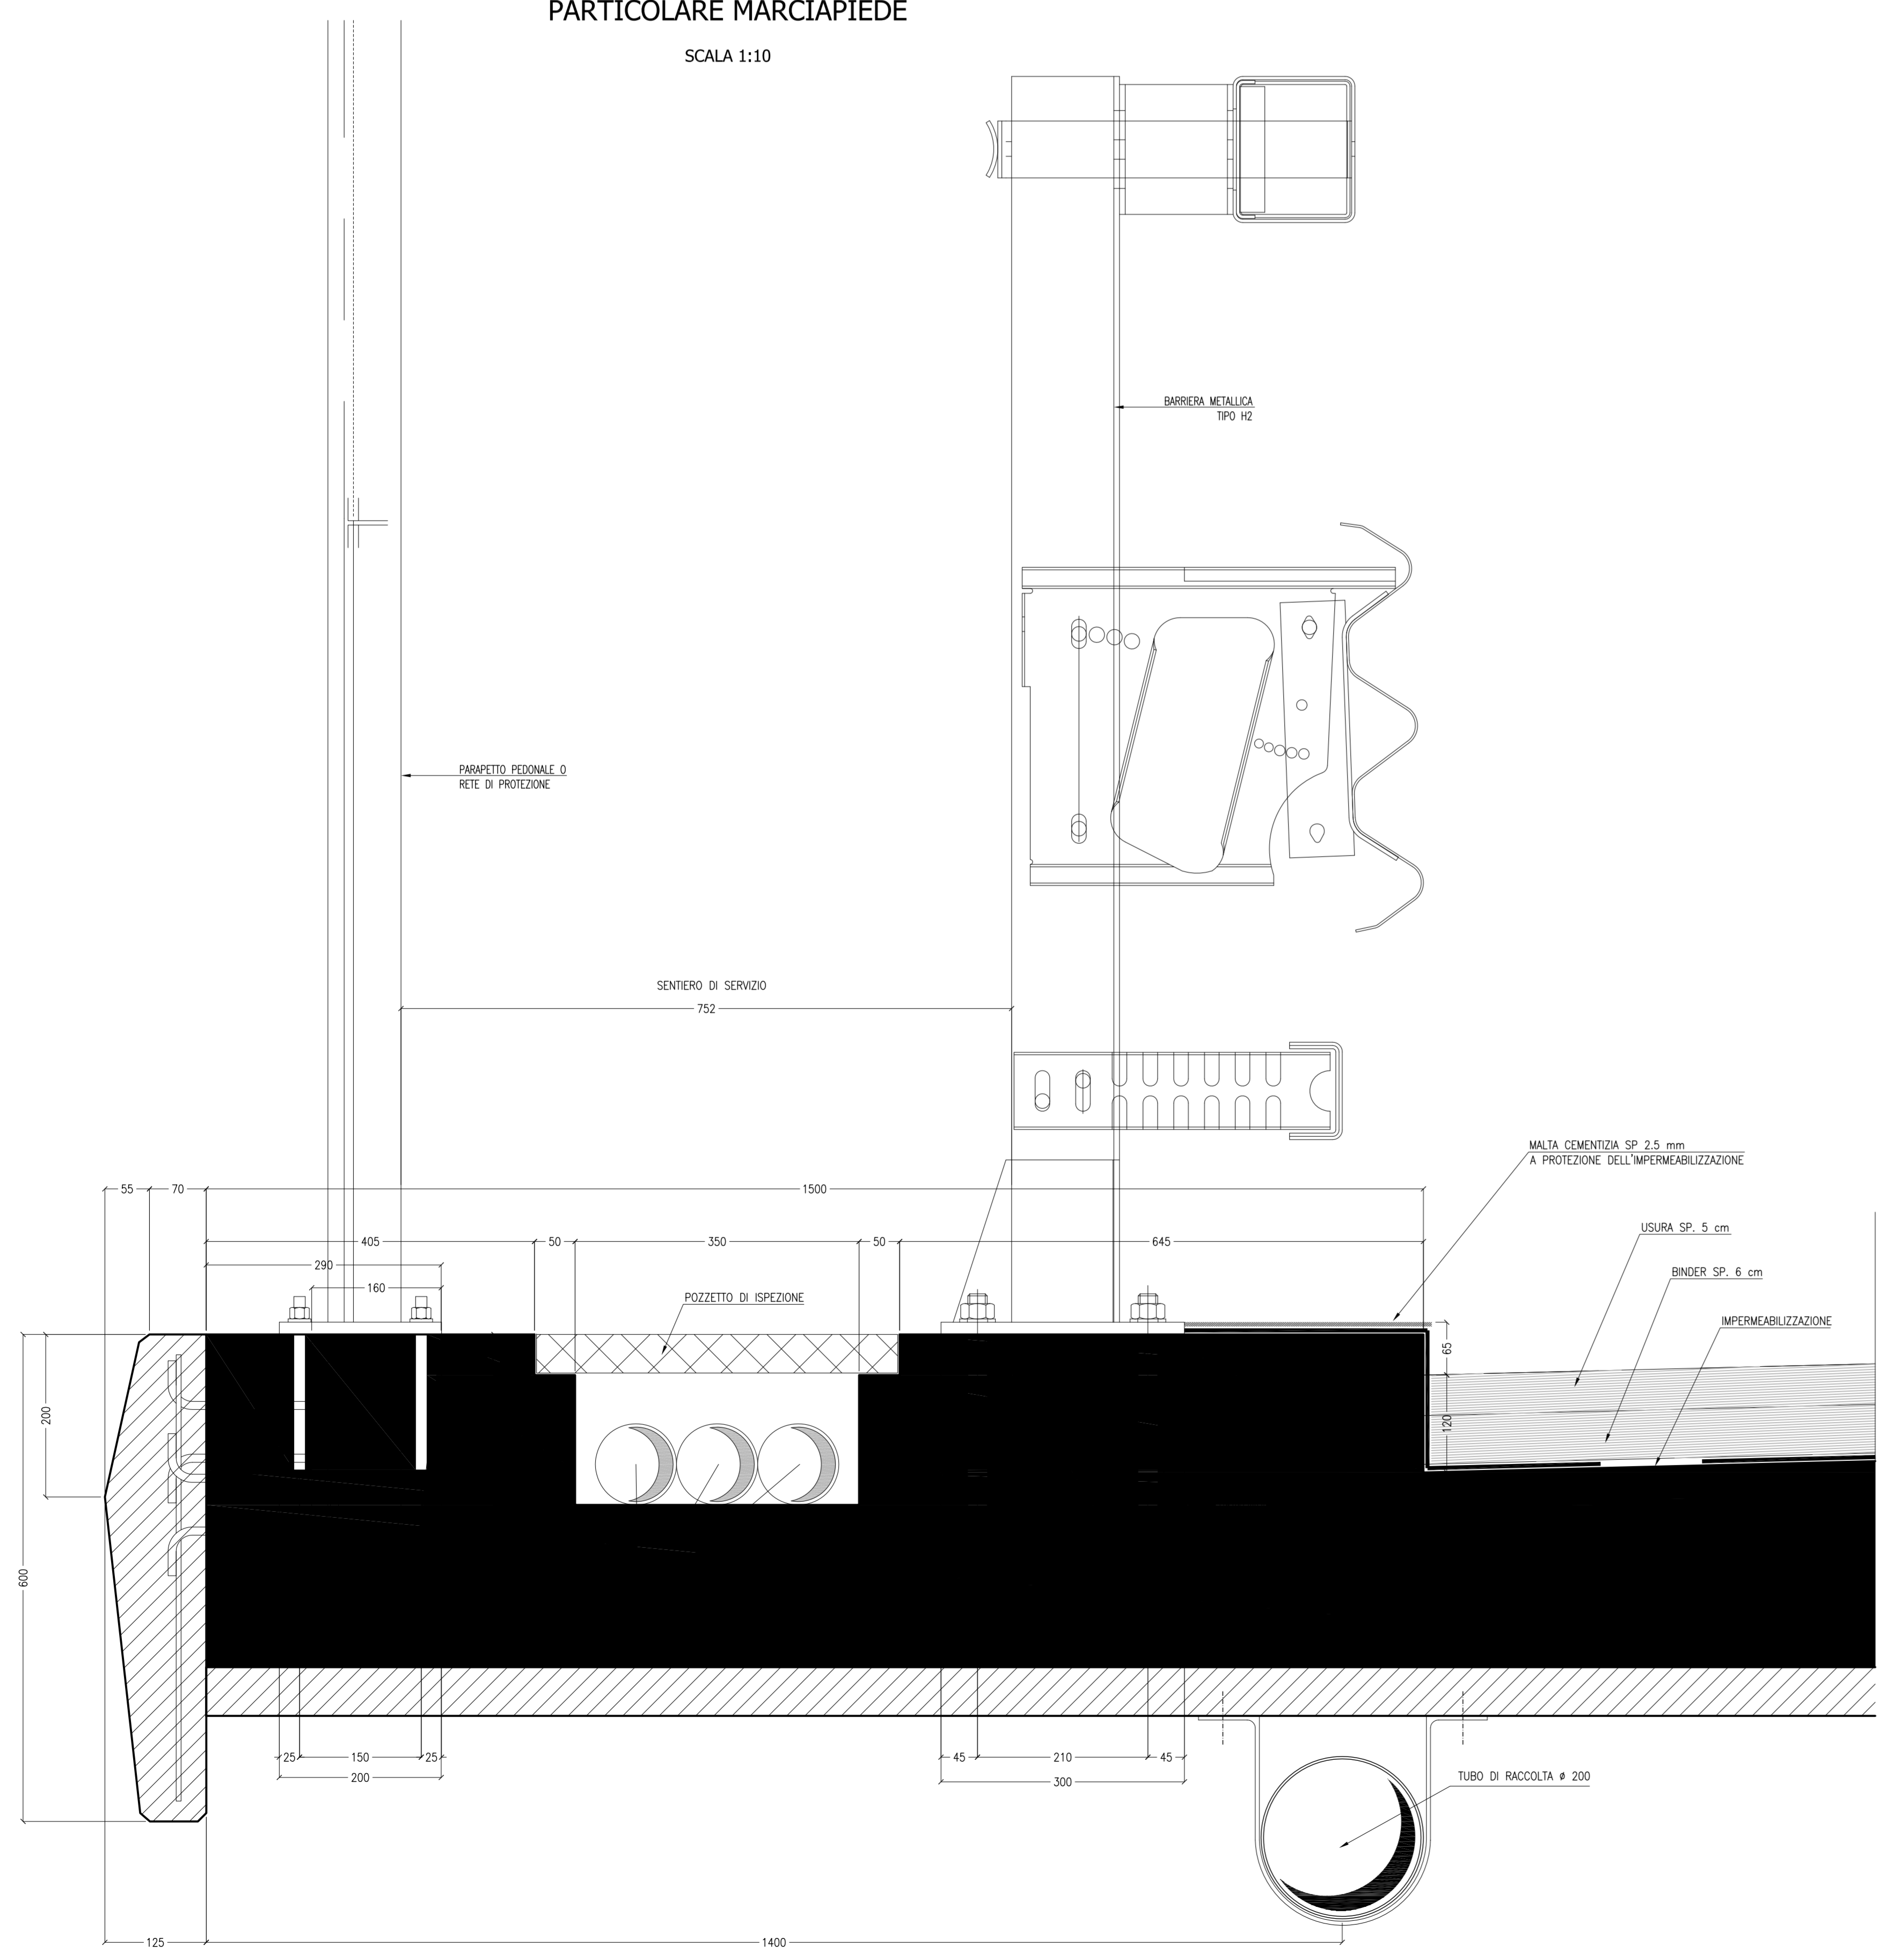 PARTICOLARE MARCIAPIEDE
SCALA 1:10
BARRIERA METALLICA
TIPO H2
PARAPETTO PEDONALE O
RETE DI PROTEZIONE
SENTIERO DI SERVIZIO
752
MALTA CEMENTIZIA SP 2.5 mm
A PROTEZIONE DELL'IMPERMEABILIZZAZIONE
55
70
1500
USURA SP. 5 cm
405
50
350
50
645
290
BINDER SP. 6 cm
160
POZZETTO DI ISPEZIONE
IMPERMEABILIZZAZIONE
65
200
120
600
25
150
25
45
210
45
200
300
TUBO DI RACCOLTA ø 200
125
1400